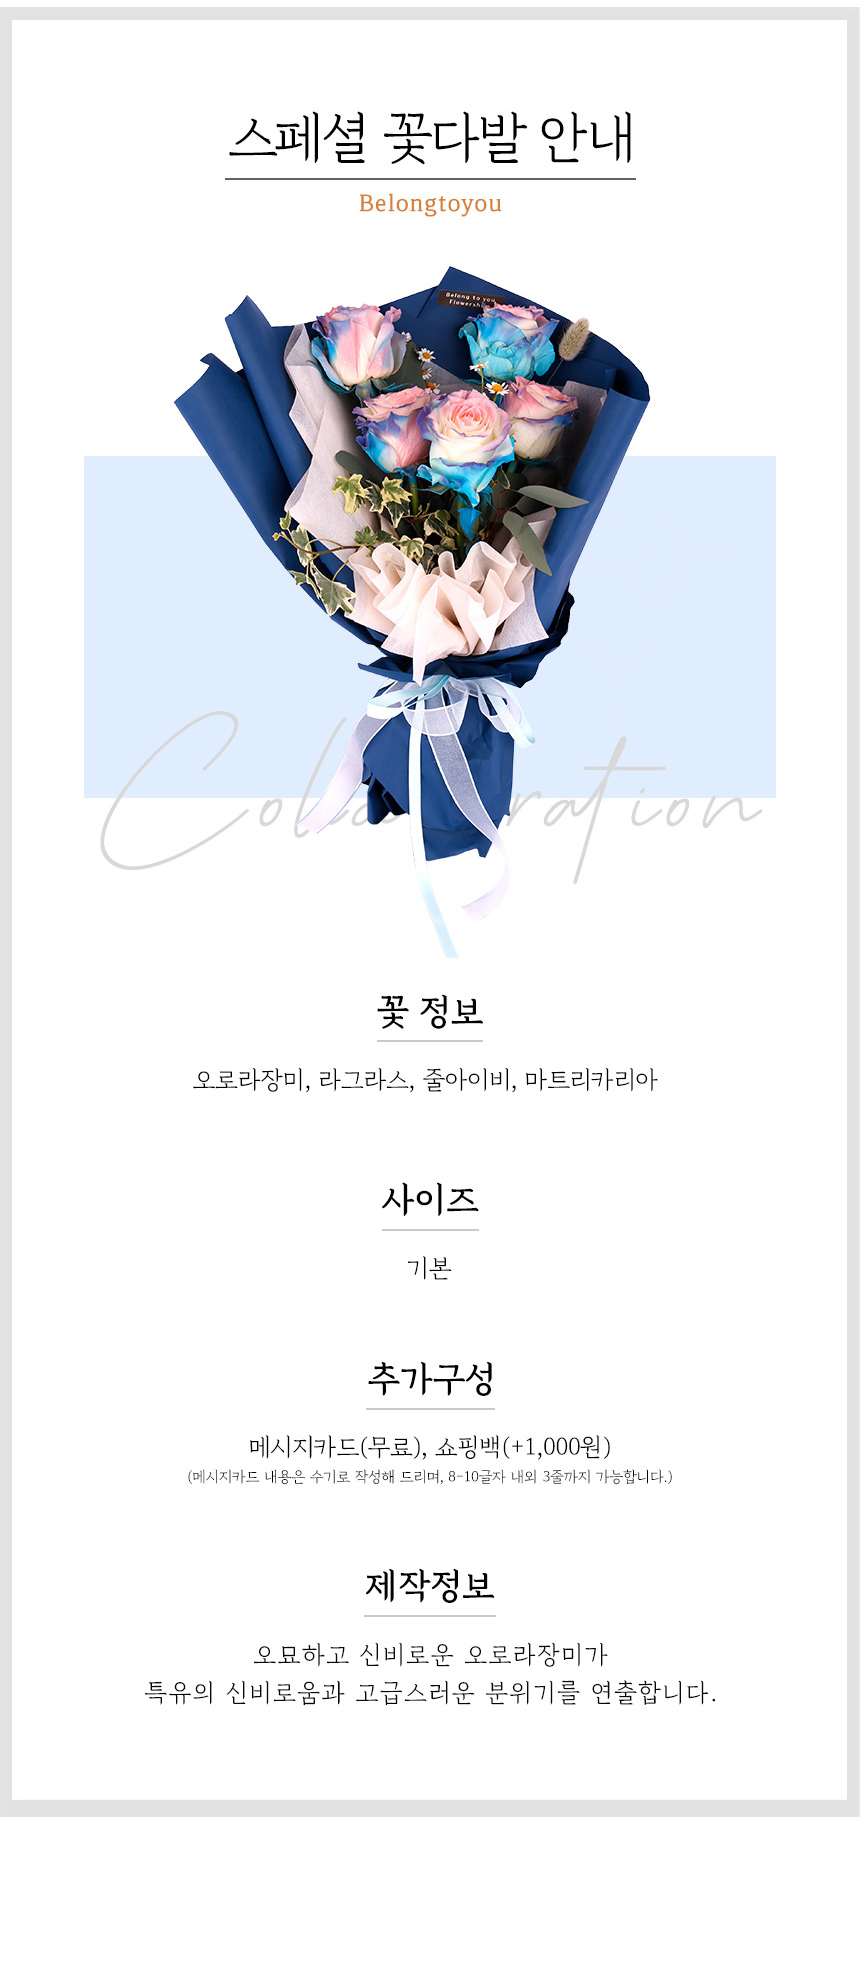 스페셜 꽃다발 안내
Belongtoyou
Belong to you
Colla ration
꽃 정보
오로라장미, 라그라스, 줄아이비, 마트리카리아
사이즈
기본
추가구성
메시지카드(무료), 쇼핑백(+1,000원)
(메시지카드 내용은 수기로 작성해 드리며, 8-10글자 내외 3줄까지 가능합니다.)
제작정보
오묘하고 신비로운 오로라장미가
특유의 신비로움과 고급스러운 분위기를 연출합니다.